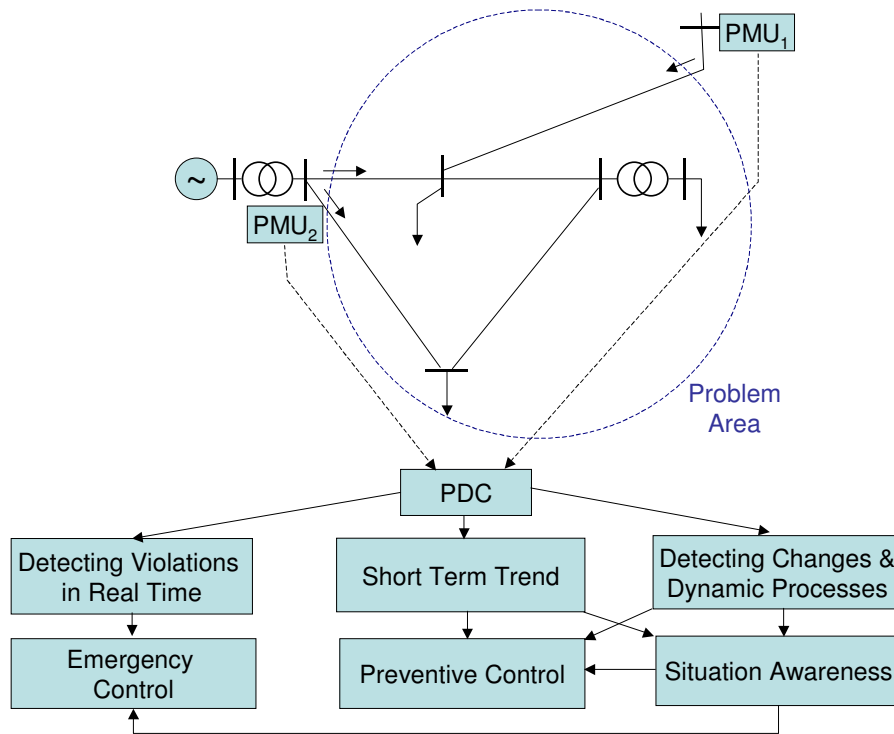 PMU₁
~
PMU₂
Problem
Area
PDC
Detecting Violations
in Real Time
Short Term Trend
Detecting Changes &
Dynamic Processes
Emergency
Control
Preventive Control
Situation Awareness